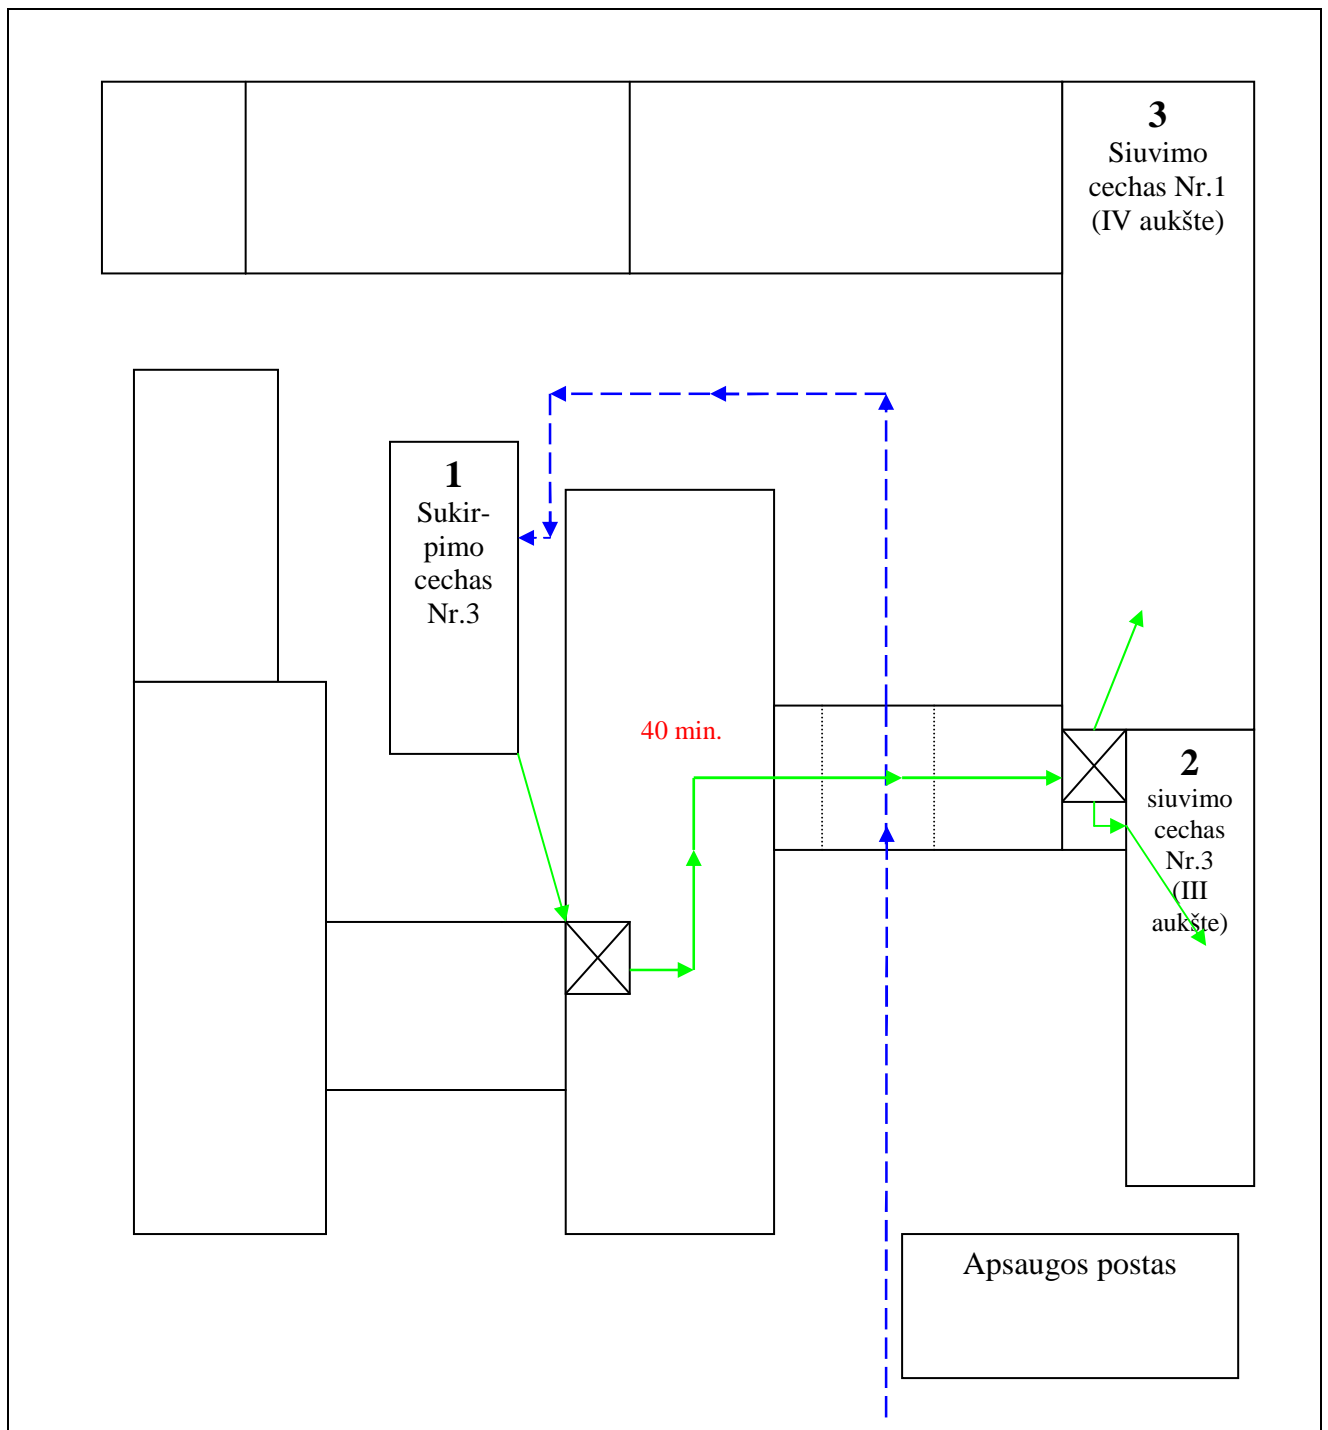 3
Siuvimo
cechas Nr.1
(IV aukšte)
1
Sukir-
pimo
cechas
Nr.3
40 min.
2
siuvimo
cechas
Nr.3
(III
aukšte)
Apsaugos postas